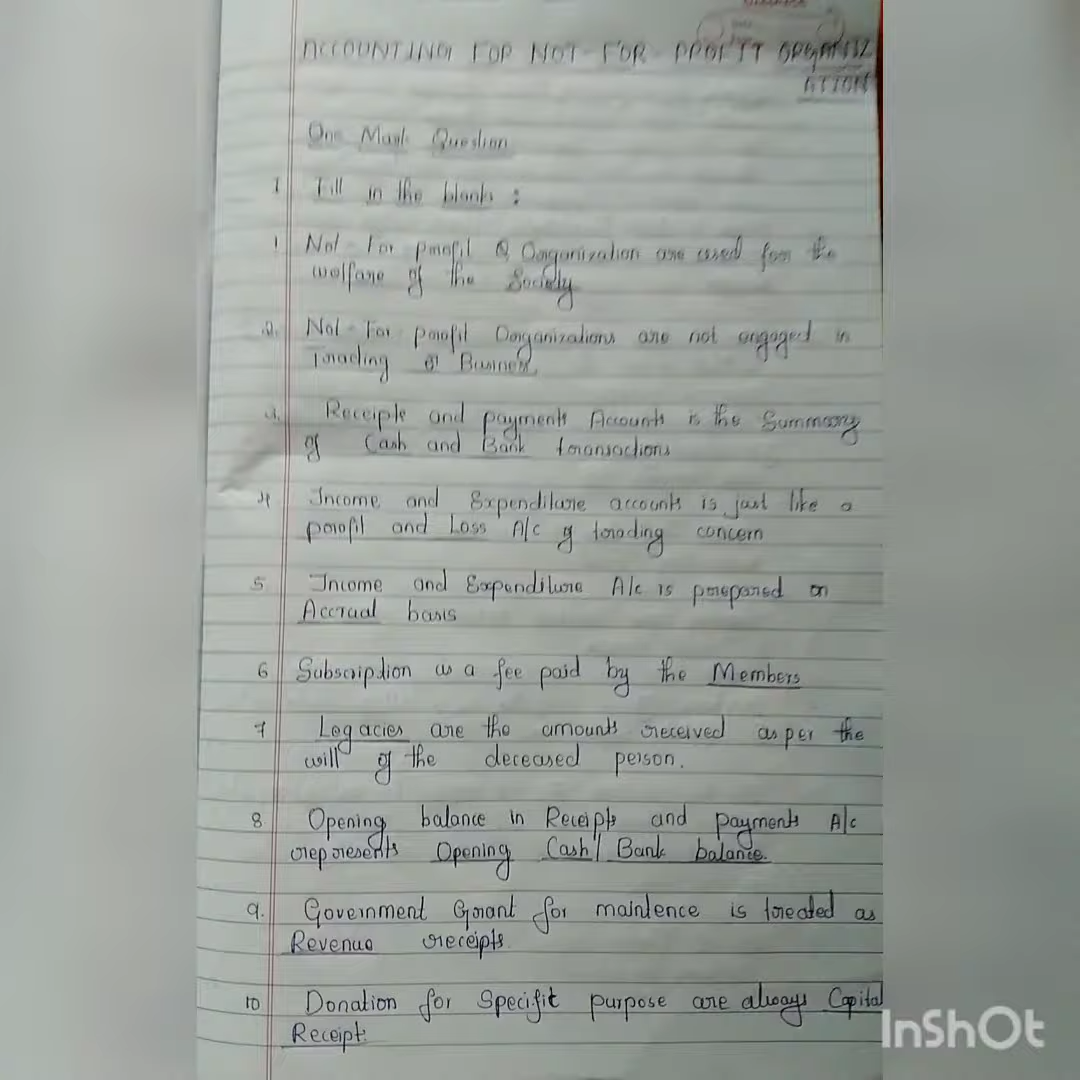 ACCOUNTING FOR NOT-FOR-PROFIT ORGANIZ
ATION
One Mark Question
I Fill in the blank :
1 Not-For profit Organization are used for the
welfare of the Society
2. Not-For-profit Organizations are not engaged in
Trading or Business
3. Receipts and payments Accounts is the Summary
of Cash and Bank transactions
4 Income and Expenditure accounts is just like a
profit and Loss A/c of trading concern
5 Income and Expenditure A/c is prepared on
Accrual basis
6 Subscription is a fee paid by the Members
7 Legacies are the amounts received as per the
will of the deceased person.
8 Opening balance in Receipts and payments A/c
represents Opening Cash/Bank balance.
9. Government Grant for maintence is treated as
Revenue receipts.
10 Donation for Specifit purpose are always Capital
Receipt.
InShOt